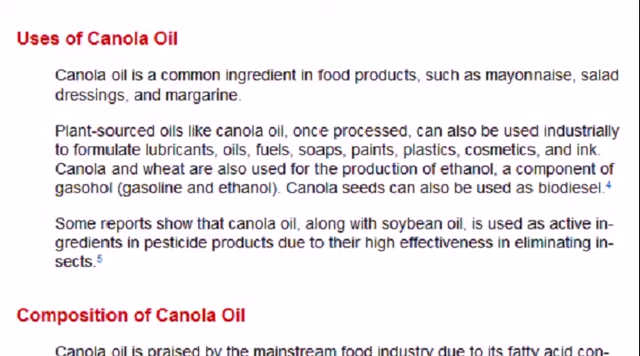 Uses of Canola Oil
Canola oil is a common ingredient in food products, such as mayonnaise, salad
dressings, and margarine.
Plant-sourced oils like canola oil, once processed, can also be used industrially
to formulate lubricants, oils, fuels, soaps, paints, plastics, cosmetics, and ink.
Canola and wheat are also used for the production of ethanol, a component of
gasohol (gasoline and ethanol). Canola seeds can also be used as biodiesel.4
Some reports show that canola oil, along with soybean oil, is used as active in-
gredients in pesticide products due to their high effectiveness in eliminating in-
sects.5
Composition of Canola Oil
Canola oil is praised by the mainstream food industry due to its fatty acid con-